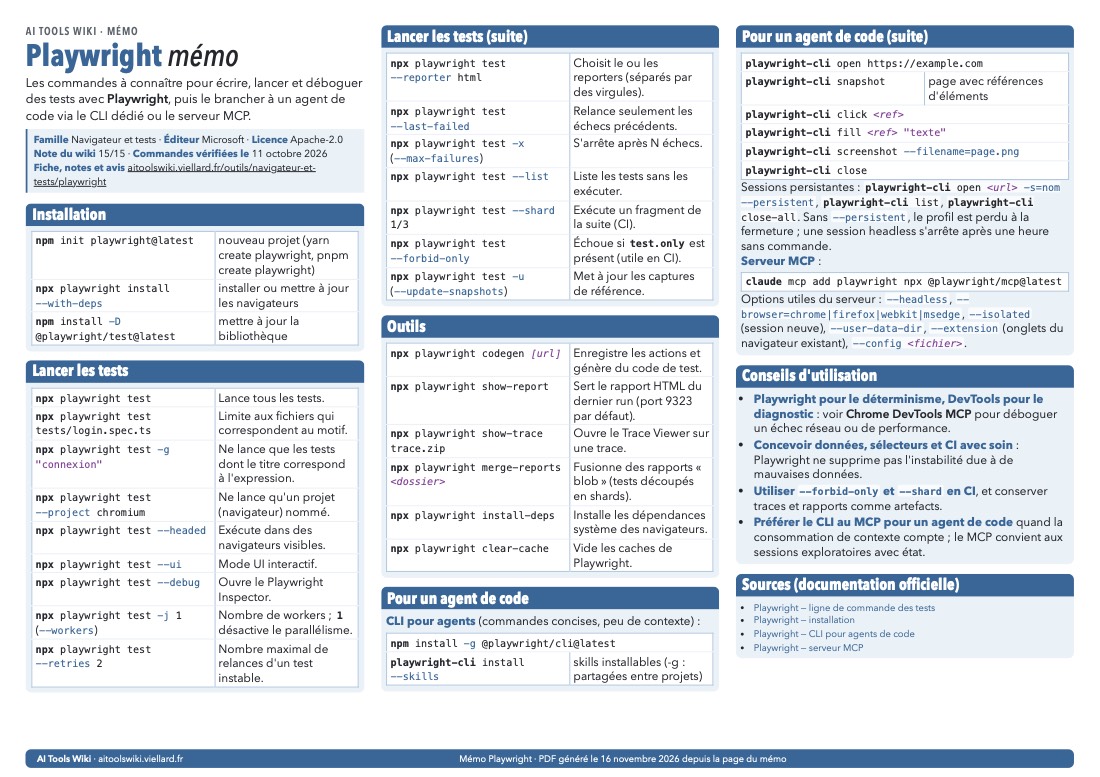 AI TOOLS WIKI · MÉMO
Playwright mémo
Les commandes à connaître pour écrire, lancer et déboguer
des tests avec Playwright, puis le brancher à un agent de
code via le CLI dédié ou le serveur MCP.
Famille Navigateur et tests · Éditeur Microsoft · Licence Apache-2.0
Note du wiki 15/15 · Commandes vérifiées le 11 octobre 2026
Fiche, notes et avis aitoolswiki.viellard.fr/outils/navigateur-et-
tests/playwright
Installation
npm init playwright@latest
nouveau projet (yarn
create playwright, pnpm
create playwright)
npx playwright install
--with-deps
installer ou mettre à jour
les navigateurs
npm install -D
@playwright/test@latest
mettre à jour la
bibliothèque
Lancer les tests
npx playwright test
Lance tous les tests.
npx playwright test
tests/login.spec.ts
Limite aux fichiers qui
correspondent au motif.
npx playwright test -g
"connexion"
Ne lance que les tests
dont le titre correspond
à l'expression.
npx playwright test
--project chromium
Ne lance qu'un projet
(navigateur) nommé.
npx playwright test --headed
Exécute dans des
navigateurs visibles.
npx playwright test --ui
Mode UI interactif.
npx playwright test --debug
Ouvre le Playwright
Inspector.
npx playwright test -j 1
(--workers)
Nombre de workers ; 1
désactive le parallélisme.
npx playwright test
--retries 2
Nombre maximal de
relances d'un test
instable.
Lancer les tests (suite)
npx playwright test
--reporter html
Choisit le ou les
reporters (séparés par
des virgules).
npx playwright test
--last-failed
Relance seulement les
échecs précédents.
npx playwright test -x
(--max-failures)
S'arrête après N échecs.
npx playwright test --list
Liste les tests sans les
exécuter.
npx playwright test --shard
1/3
Exécute un fragment de
la suite (CI).
npx playwright test
--forbid-only
Échoue si test.only est
présent (utile en CI).
npx playwright test -u
(--update-snapshots)
Met à jour les captures
de référence.
Outils
npx playwright codegen [url]
Enregistre les actions et
génère du code de test.
npx playwright show-report
Sert le rapport HTML du
dernier run (port 9323
par défaut).
npx playwright show-trace
trace.zip
Ouvre le Trace Viewer sur
une trace.
npx playwright merge-reports
<dossier>
Fusionne des rapports «
blob » (tests découpés
en shards).
npx playwright install-deps
Installe les dépendances
système des navigateurs.
npx playwright clear-cache
Vide les caches de
Playwright.
Pour un agent de code
CLI pour agents (commandes concises, peu de contexte) :
npm install -g @playwright/cli@latest
playwright-cli install
--skills
skills installables (-g :
partagées entre projets)
Pour un agent de code (suite)
playwright-cli open https://example.com
playwright-cli snapshot
page avec références
d'éléments
playwright-cli click <ref>
playwright-cli fill <ref> "texte"
playwright-cli screenshot --filename=page.png
playwright-cli close
Sessions persistantes : playwright-cli open <url> -s=nom
--persistent, playwright-cli list, playwright-cli
close-all. Sans --persistent, le profil est perdu à la
fermeture ; une session headless s'arrête après une heure
sans commande.
Serveur MCP :
claude mcp add playwright npx @playwright/mcp@latest
Options utiles du serveur : --headless, --
browser=chrome|firefox|webkit|msedge, --isolated
(session neuve), --user-data-dir, --extension (onglets du
navigateur existant), --config <fichier>.
Conseils d'utilisation
• Playwright pour le déterminisme, DevTools pour le
diagnostic : voir Chrome DevTools MCP pour déboguer
un échec réseau ou de performance.
• Concevoir données, sélecteurs et CI avec soin :
Playwright ne supprime pas l'instabilité due à de
mauvaises données.
• Utiliser --forbid-only et --shard en CI, et conserver
traces et rapports comme artefacts.
• Préférer le CLI au MCP pour un agent de code quand la
consommation de contexte compte ; le MCP convient aux
sessions exploratoires avec état.
Sources (documentation officielle)
• Playwright – ligne de commande des tests
• Playwright – installation
• Playwright – CLI pour agents de code
• Playwright – serveur MCP
AI Tools Wiki · aitoolswiki.viellard.fr
Mémo Playwright · PDF généré le 16 novembre 2026 depuis la page du mémo